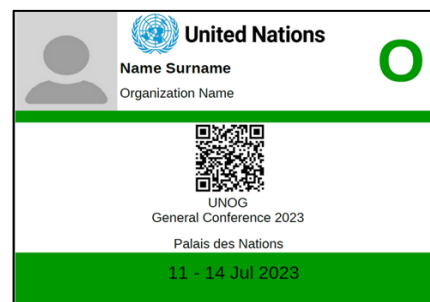 United Nations
Name Surname
O
Organization Name
UNOG
General Conference 2023
Palais des Nations
11 - 14 Jul 2023